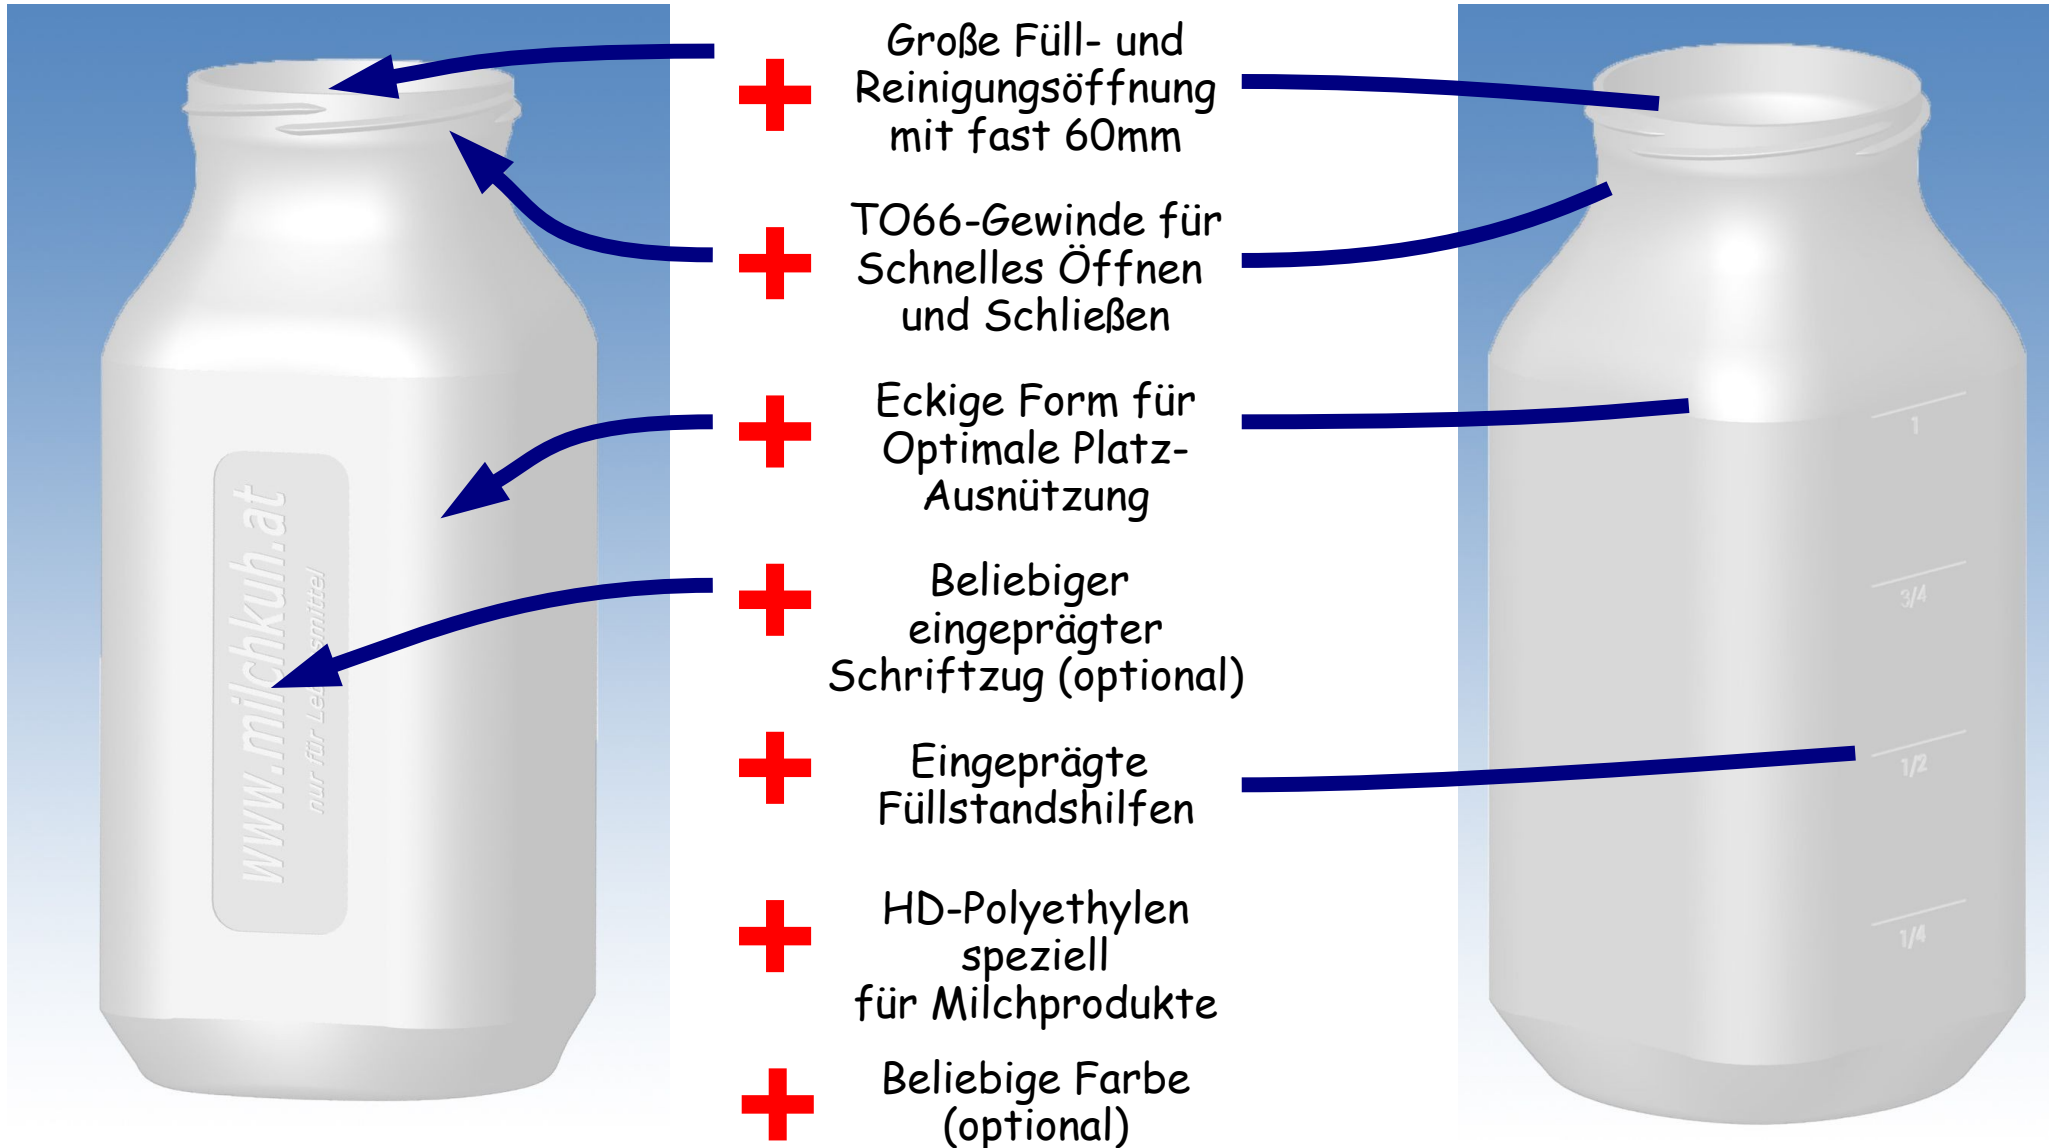 Große Füll- und
Reinigungsöffnung
mit fast 60mm
TO66-Gewinde für
Schnelles Öffnen
und Schließen
Eckige Form für
Optimale Platz-
Ausnützung
Beliebiger
eingeprägter
Schriftzug (optional)
Eingeprägte
Füllstandshilfen
HD-Polyethylen
speziell
für Milchprodukte
Beliebige Farbe
(optional)
www.milchkuh.at
nur für
1
3/4
1/2
1/4